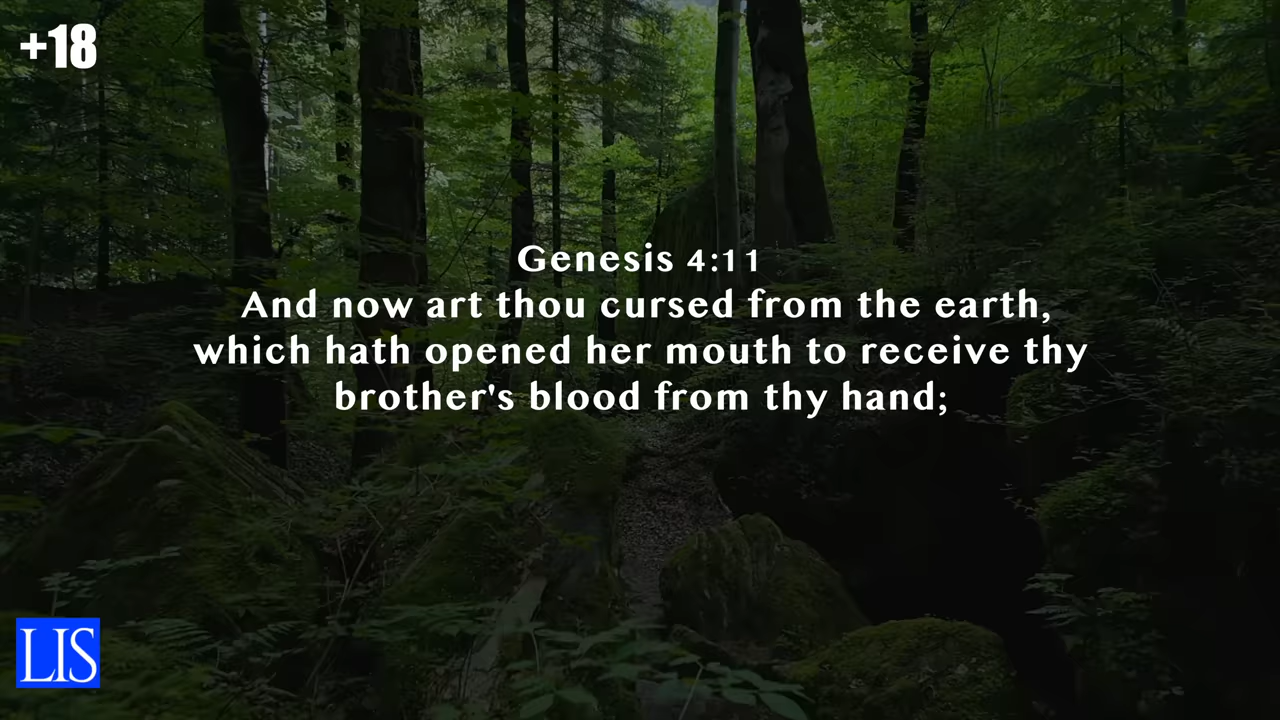 +18
Genesis 4:11
And now art thou cursed from the earth,
which hath opened her mouth to receive thy
brother's blood from thy hand;
LIS